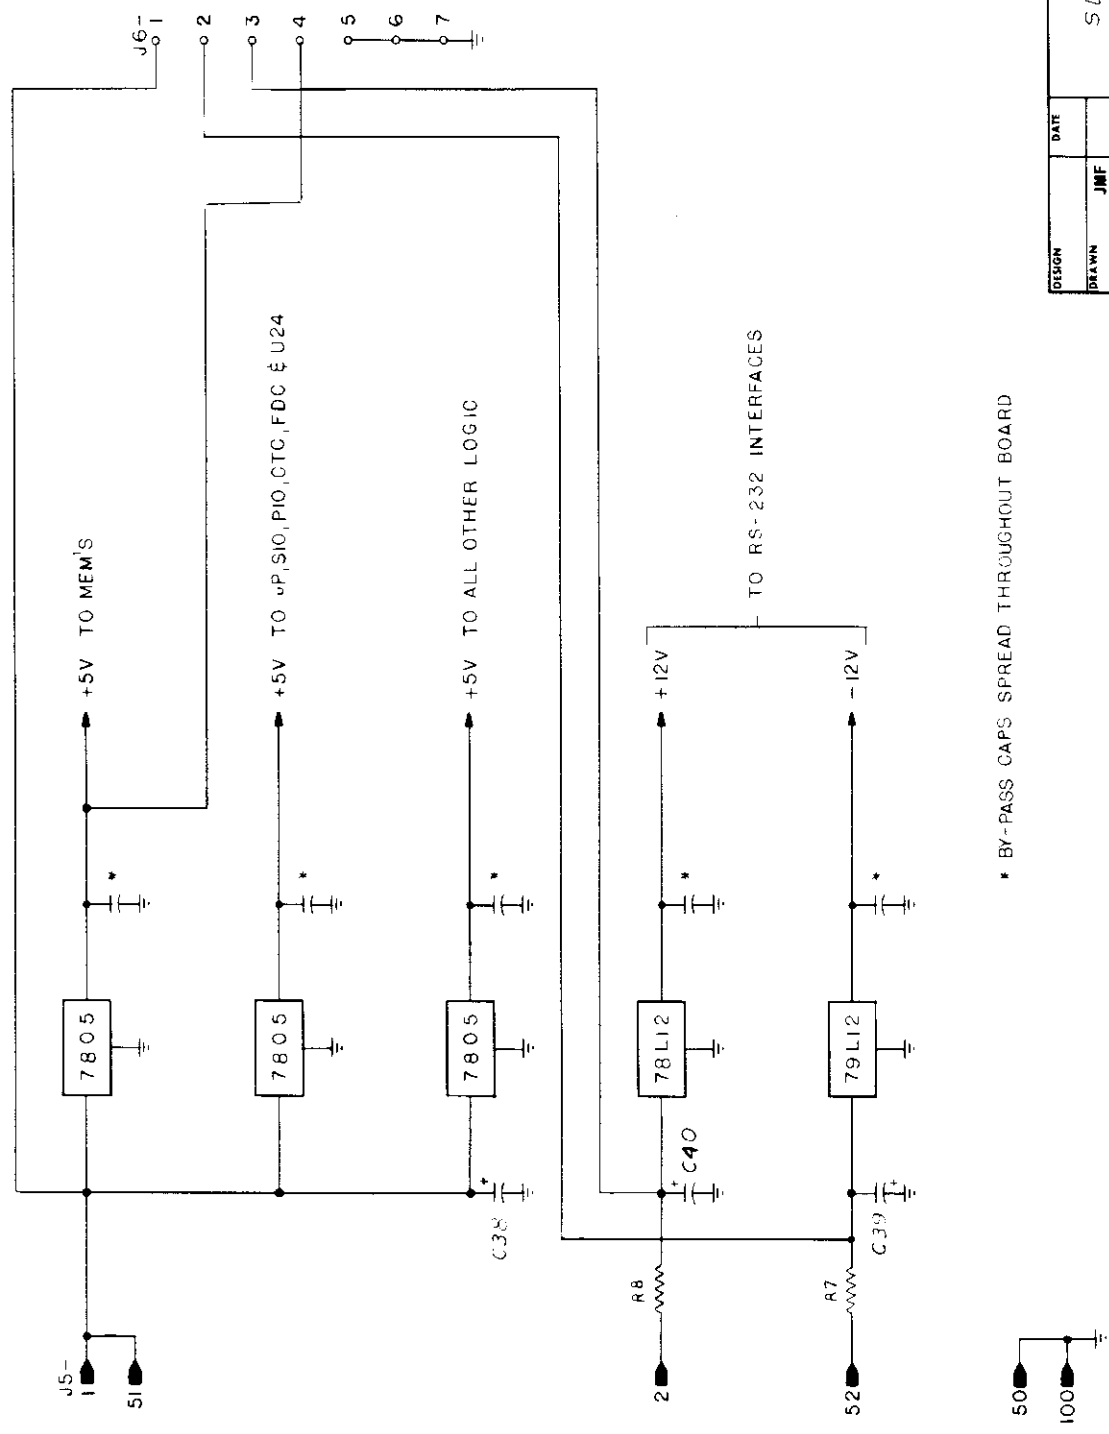 J6-
1
2
3
4
5
6
7
J5-
1
51
7805
*
+5V TO MEM'S
7805
*
+5V TO μP,SIO,PIO,CTC,FDC & U24
C38
+
7805
*
+5V TO ALL OTHER LOGIC
2
R8
+
C40
78L12
*
+12V
TO RS-232 INTERFACES
52
R7
C39
+
79L12
*
-12V
50
100
* BY-PASS CAPS SPREAD THROUGHOUT BOARD
DESIGN
DATE
DRAWN
JMF